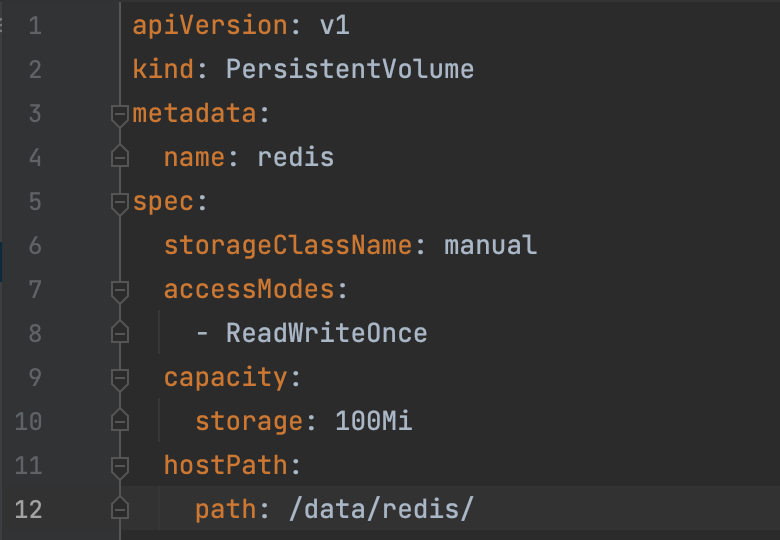 1 apiVersion: v1
2 kind: PersistentVolume
3 metadata:
4   name: redis
5 spec:
6   storageClassName: manual
7   accessModes:
8     - ReadWriteOnce
9   capacity:
10     storage: 100Mi
11   hostPath:
12     path: /data/redis/